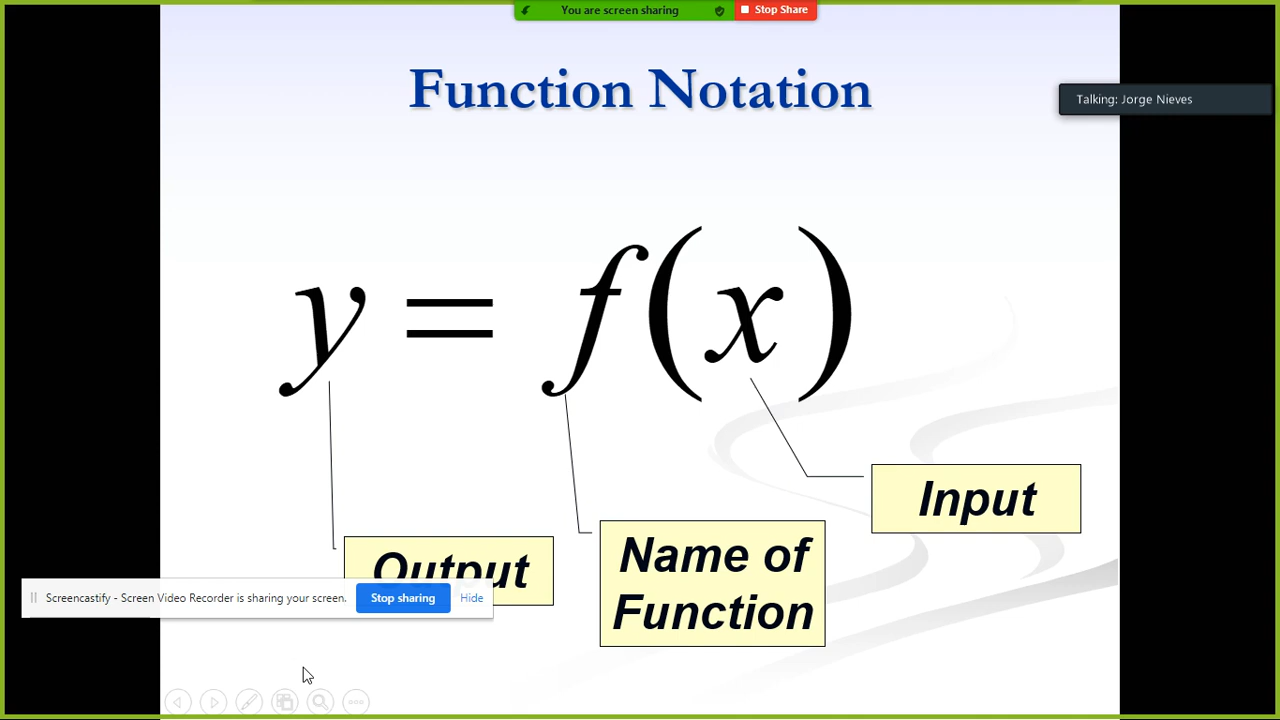 You are screen sharing
Stop Share
Function Notation
Talking: Jorge Nieves
y = f(x)
Input
Output
Name of
Function
Screencastify - Screen Video Recorder is sharing your screen.
Stop sharing
Hide